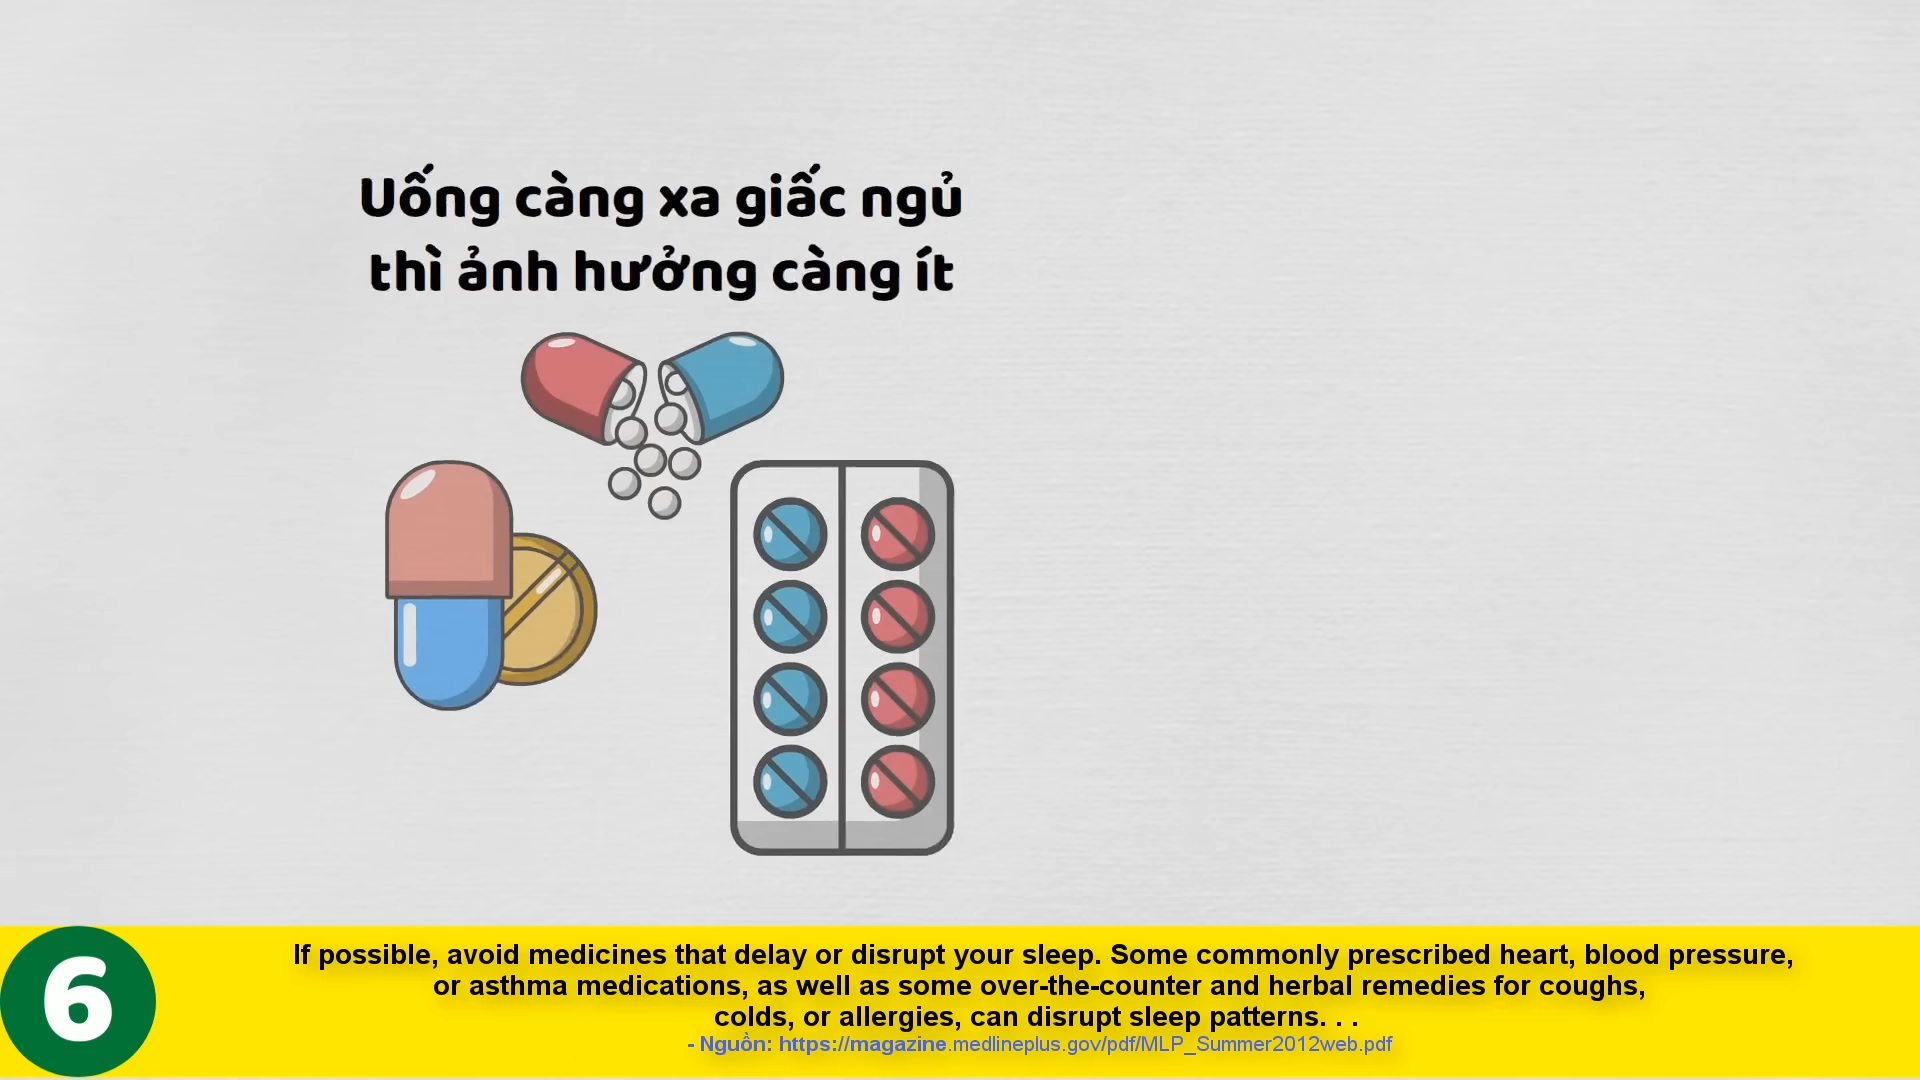 Uống càng xa giấc ngủ
thì ảnh hưởng càng ít
6
If possible, avoid medicines that delay or disrupt your sleep. Some commonly prescribed heart, blood pressure,
or asthma medications, as well as some over-the-counter and herbal remedies for coughs,
colds, or allergies, can disrupt sleep patterns. . .
- Nguồn: https://magazine.medlineplus.gov/pdf/MLP_Summer2012web.pdf